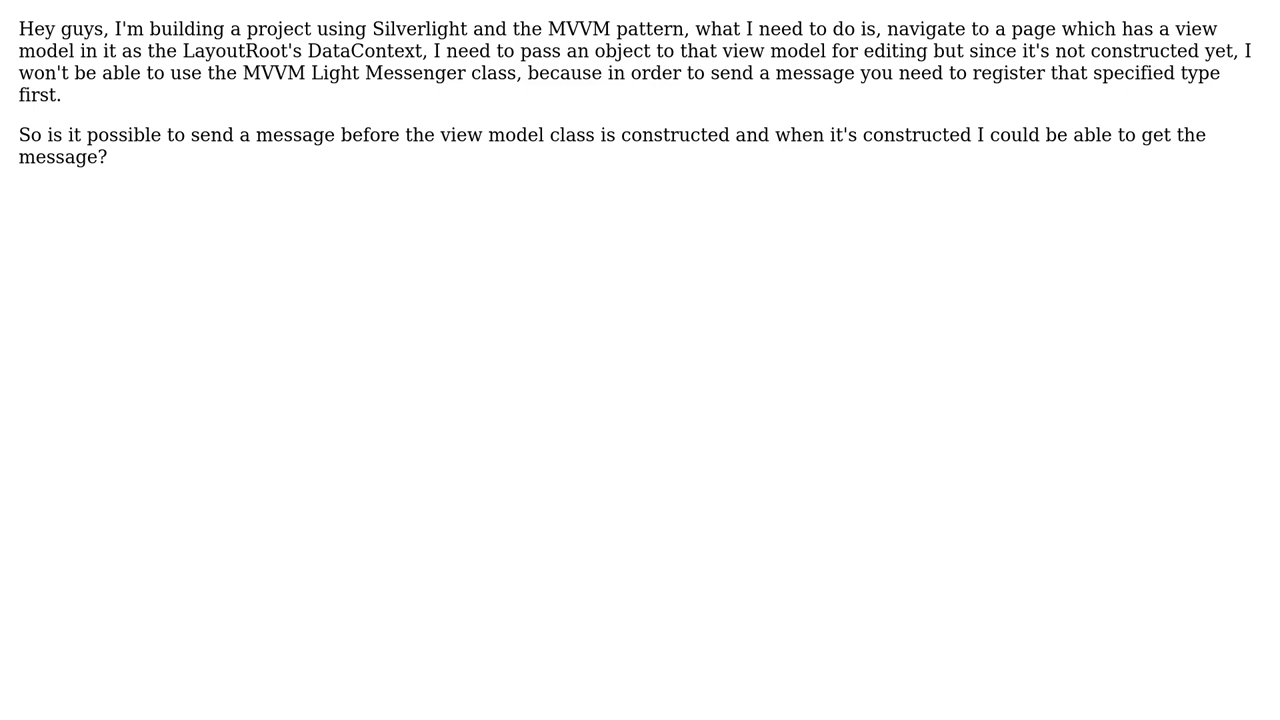 Hey guys, I'm building a project using Silverlight and the MVVM pattern, what I need to do is, navigate to a page which has a view
model in it as the LayoutRoot's DataContext, I need to pass an object to that view model for editing but since it's not constructed yet, I
won't be able to use the MVVM Light Messenger class, because in order to send a message you need to register that specified type
first.
So is it possible to send a message before the view model class is constructed and when it's constructed I could be able to get the
message?